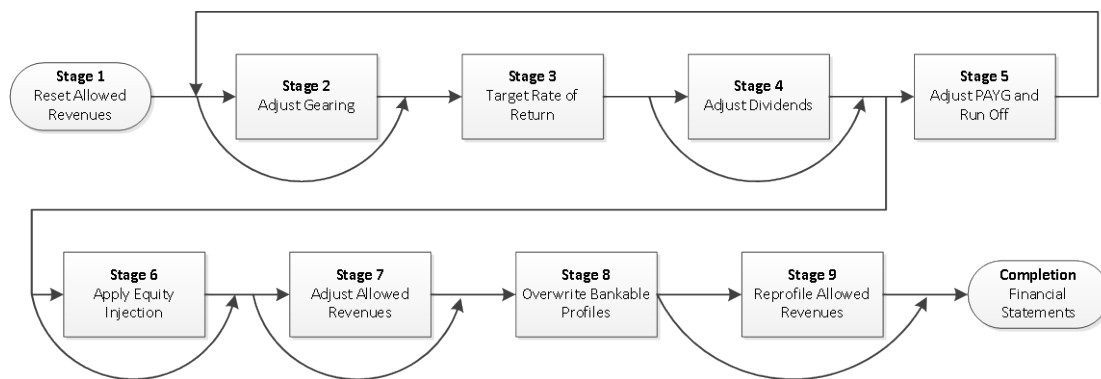 Stage 1
Reset Allowed
Revenues
Stage 2
Adjust Gearing
Stage 3
Target Rate of
Return
Stage 4
Adjust Dividends
Stage 5
Adjust PAYG and
Run Off
Stage 6
Apply Equity
Injection
Stage 7
Adjust Allowed
Revenues
Stage 8
Overwrite Bankable
Profiles
Stage 9
Reprofile Allowed
Revenues
Completion
Financial
Statements